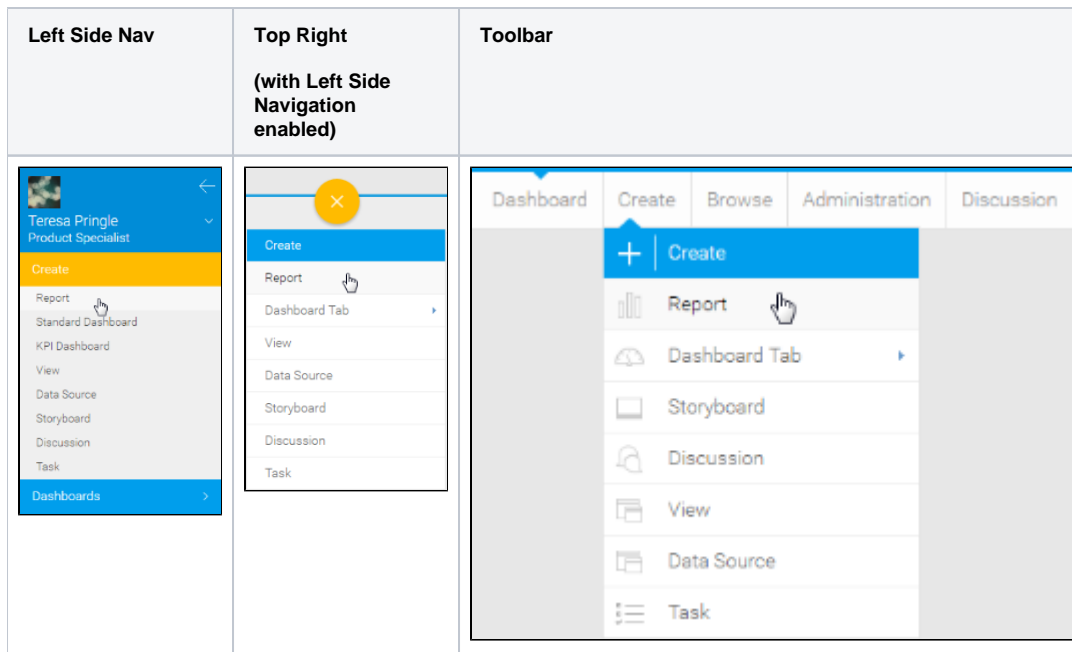 Left Side Nav
Top Right
(with Left Side
Navigation
enabled)
Toolbar
Teresa Pringle
Product Specialist
Create
Report
Standard Dashboard
KPI Dashboard
View
Data Source
Storyboard
Discussion
Task
Dashboards
Create
Report
Dashboard Tab
View
Data Source
Storyboard
Discussion
Task
Dashboard Create Browse Administration Discussion
Create
Report
Dashboard Tab
Storyboard
Discussion
View
Data Source
Task